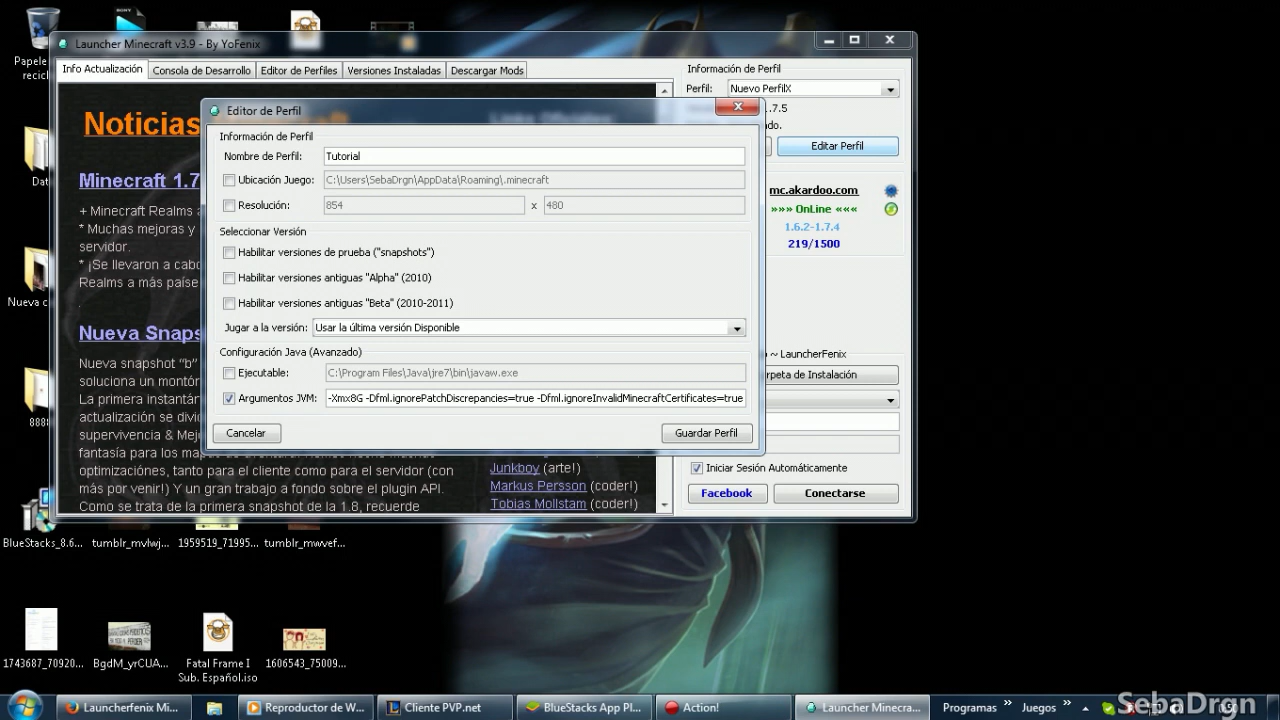 Papele
recicl
Launcher Minecraft v3.9 - By YoFenix
Info Actualización
Consola de Desarrollo
Editor de Perfiles
Versiones Instaladas
Descargar Mods
Información de Perfil
Perfil:
Nuevo PerfilX
.7.5
do.
Editar Perfil
mc.akardoo.com
»»» OnLine «««
1.6.2-1.7.4
219/1500
~ LauncherFenix
rpeta de Instalación
Iniciar Sesión Automáticamente
Facebook
Conectarse
Noticias
Minecraft 1.7
+ Minecraft Realms a
* Muchas mejoras y
servidor.
* ¡Se llevaron a cabo
Realms a más paíse
.
Nueva Snaps
Nueva snapshot "b"
soluciona un montón
La primera instantán
actualización se divid
supervivencia & Mejo
optimizaciónes, tanto para el cliente como para el servidor (con
más por venir!) Y un gran trabajo a fondo sobre el plugin API.
Como se trata de la primera snapshot de la 1.8, recuerde
Junkboy (arte!)
Markus Persson (coder!)
Tobias Mollstam (coder!)
Editor de Perfil
Información de Perfil
Nombre de Perfil:
Tutorial
Ubicación Juego:
C:\Users\SebaDrgn\AppData\Roaming\.minecraft
Resolución:
854
x
480
Seleccionar Versión
Habilitar versiones de prueba ("snapshots")
Habilitar versiones antiguas "Alpha" (2010)
Habilitar versiones antiguas "Beta" (2010-2011)
Jugar a la versión:
Usar la última versión Disponible
Configuración Java (Avanzado)
Ejecutable:
C:\Program Files\Java\jre7\bin\javaw.exe
Argumentos JVM:
-Xmx8G -Dfml.ignorePatchDiscrepancies=true -Dfml.ignoreInvalidMinecraftCertificates=true
Cancelar
Guardar Perfil
Dat
Nueva c
888
BlueStacks_8.6...
tumblr_mvlwj...
1959519_71995...
tumblr_mwvef...
1743687_70920...
BgdM_yrCUA...
Fatal Frame I
Sub. Español.iso
1606543_75009...
Launcherfenix Mi...
Reproductor de W...
Cliente PVP.net
BlueStacks App Pl...
Action!
Launcher Minecra...
Programas
»
Juegos
»
SebaDrgn